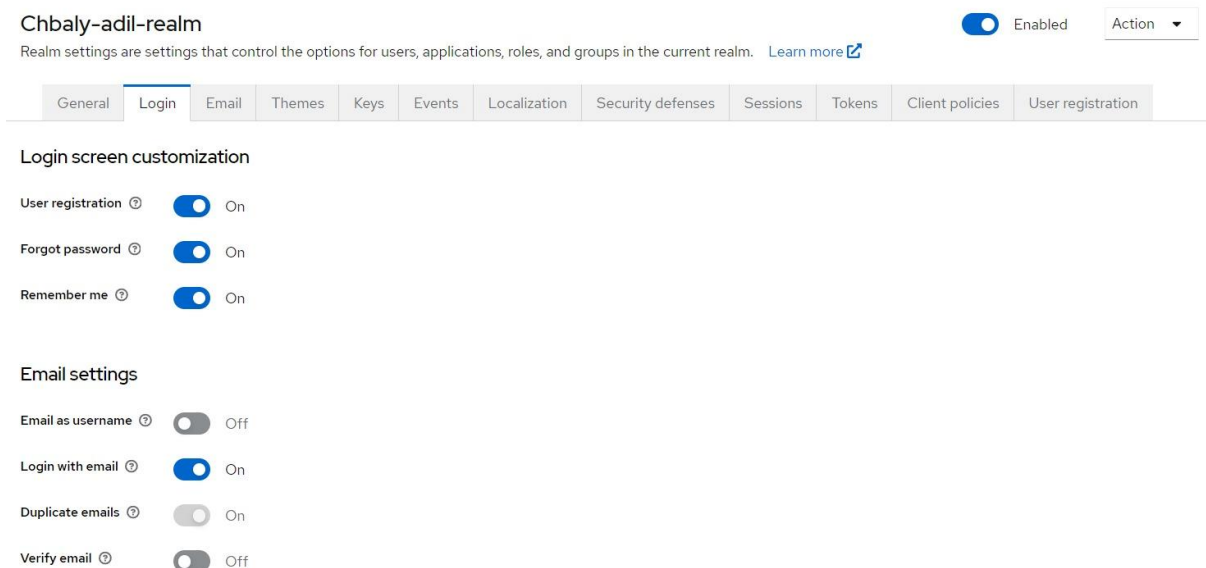 Chbaly-adil-realm
Enabled
Action
Realm settings are settings that control the options for users, applications, roles, and groups in the current realm. Learn more
General Login Email Themes Keys Events Localization Security defenses Sessions Tokens Client policies User registration
Login screen customization
User registration On
Forgot password On
Remember me On
Email settings
Email as username Off
Login with email On
Duplicate emails On
Verify email Off